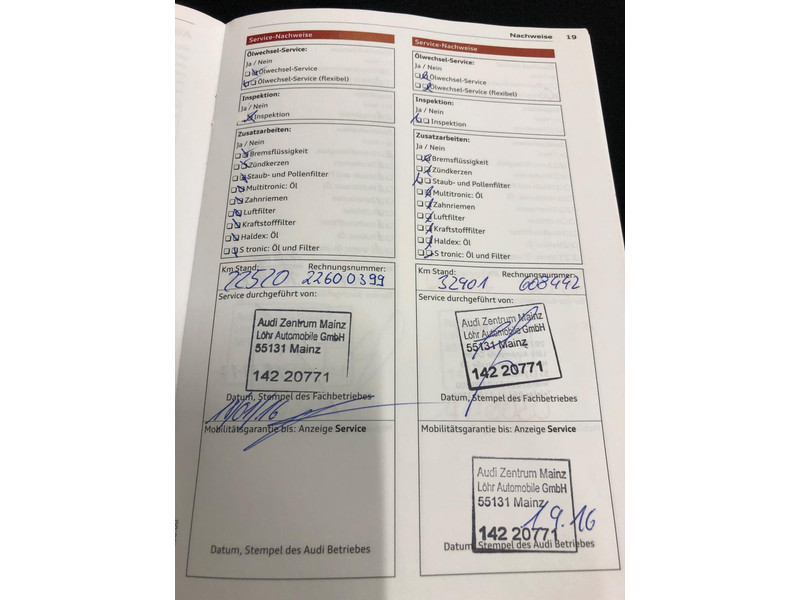 Nachweise 19
Service-Nachweise
Ölwechsel-Service:
Ja / Nein
Ölwechsel-Service
Ölwechsel-Service (flexibel)
Inspektion:
Ja / Nein
Inspektion
Zusatzarbeiten:
Ja / Nein
Bremsflüssigkeit
Zündkerzen
Staub- und Pollenfilter
Multitronic: Öl
Zahnriemen
Luftfilter
Kraftstofffilter
Haldex: Öl
S tronic: Öl und Filter
Km Stand: Rechnungsnummer:
22520 22600399
Service durchgeführt von:
Audi Zentrum Mainz
Löhr Automobile GmbH
55131 Mainz
142 20771
Datum, Stempel des Fachbetriebes
Mobilitätsgarantie bis: Anzeige Service
Datum, Stempel des Audi Betriebes
Service-Nachweise
Ölwechsel-Service:
Ja / Nein
Ölwechsel-Service
Ölwechsel-Service (flexibel)
Inspektion:
Ja / Nein
Inspektion
Zusatzarbeiten:
Ja / Nein
Bremsflüssigkeit
Zündkerzen
Staub- und Pollenfilter
Multitronic: Öl
Zahnriemen
Luftfilter
Kraftstofffilter
Haldex: Öl
S tronic: Öl und Filter
Km Stand: Rechnungsnummer:
32901 608442
Service durchgeführt von:
Audi Zentrum Mainz
Löhr Automobile GmbH
55131 Mainz
142 20771
Datum, Stempel des Fachbetriebes
Mobilitätsgarantie bis: Anzeige Service
Audi Zentrum Mainz
Löhr Automobile GmbH
55131 Mainz
1.9.16
142 20771
Datum, Stempel des Audi Betriebes